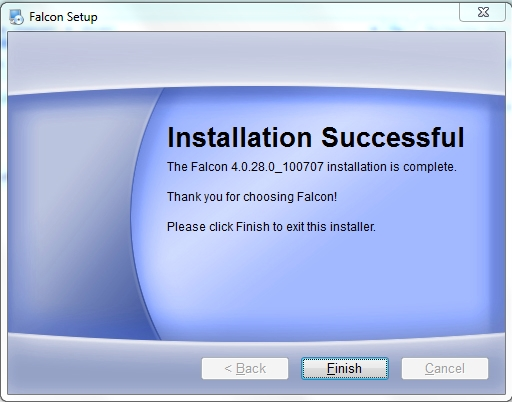 Falcon Setup
Installation Successful
The Falcon 4.0.28.0_100707 installation is complete.
Thank you for choosing Falcon!
Please click Finish to exit this installer.
< Back
Finish
Cancel